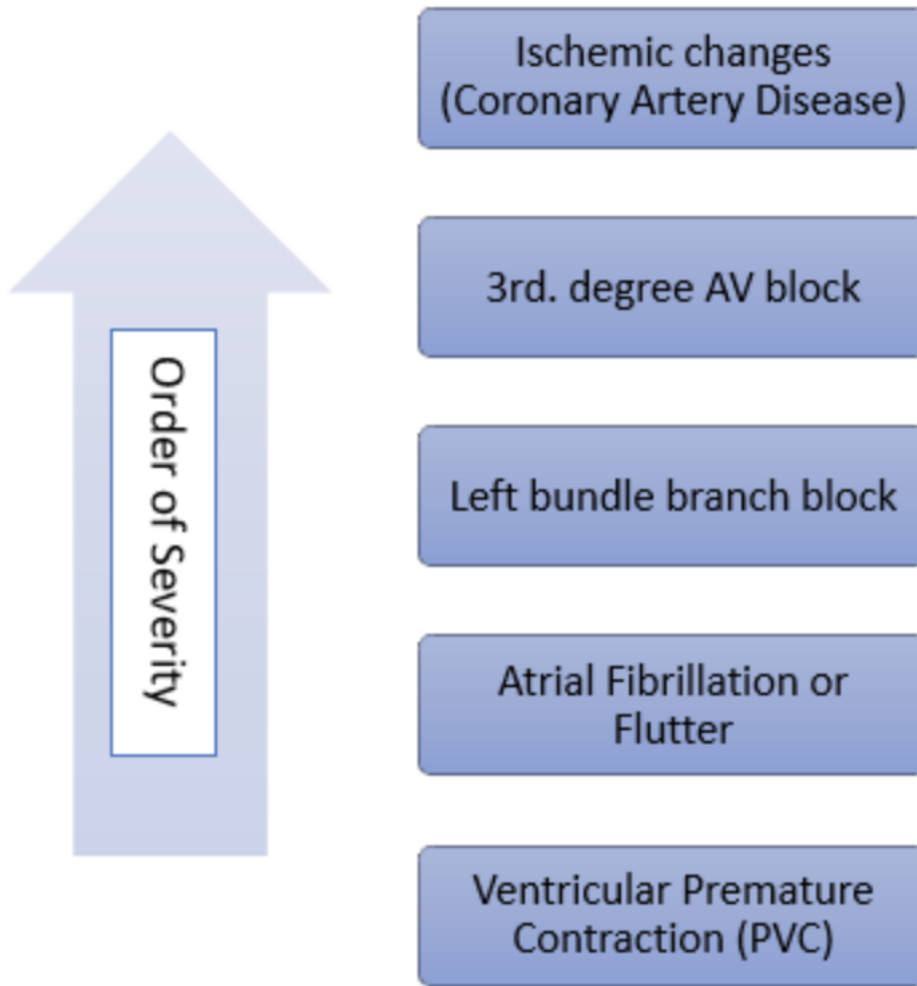 Ischemic changes
(Coronary Artery Disease)
3rd. degree AV block
Order of Severity
Left bundle branch block
Atrial Fibrillation or
Flutter
Ventricular Premature
Contraction (PVC)